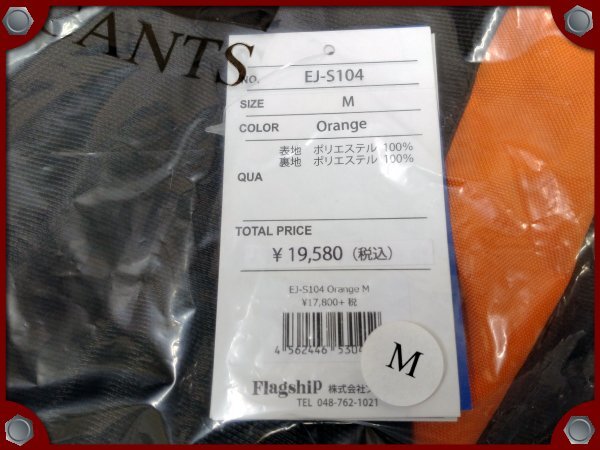 PANTS
NO. EJ-S104
SIZE M
COLOR Orange
表地 ポリエステル 100%
裏地 ポリエステル 100%
QUA
TOTAL PRICE
¥ 19,580 (税込)
EJ-S104 Orange M
¥17,800+ 税
4 562446 530
M
Flagship 株式会社
TEL 048-762-1021